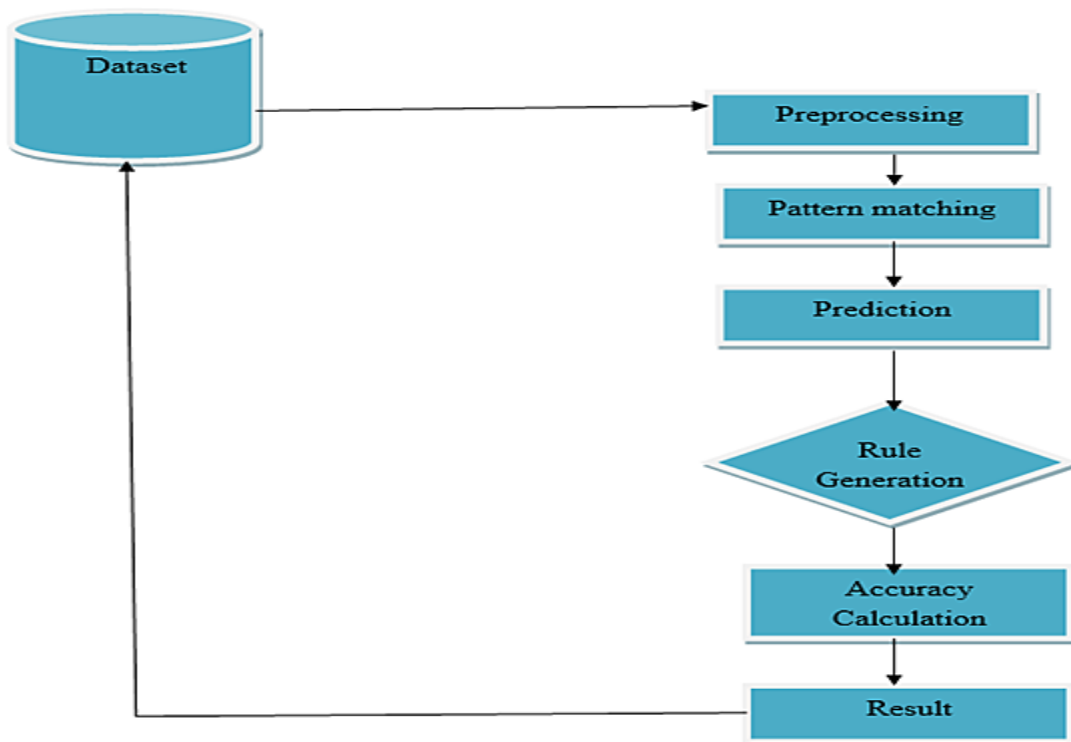 Dataset
Preprocessing
Pattern matching
Prediction
Rule
Generation
Accuracy
Calculation
Result